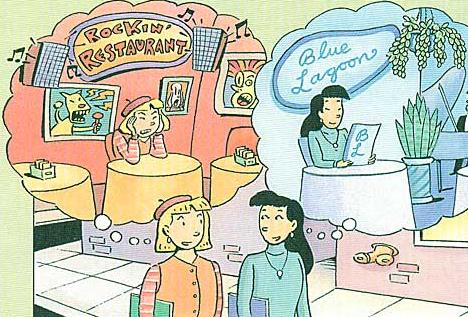 ROCKIN'
RESTAURANT
Blue
Lagoon
B
L